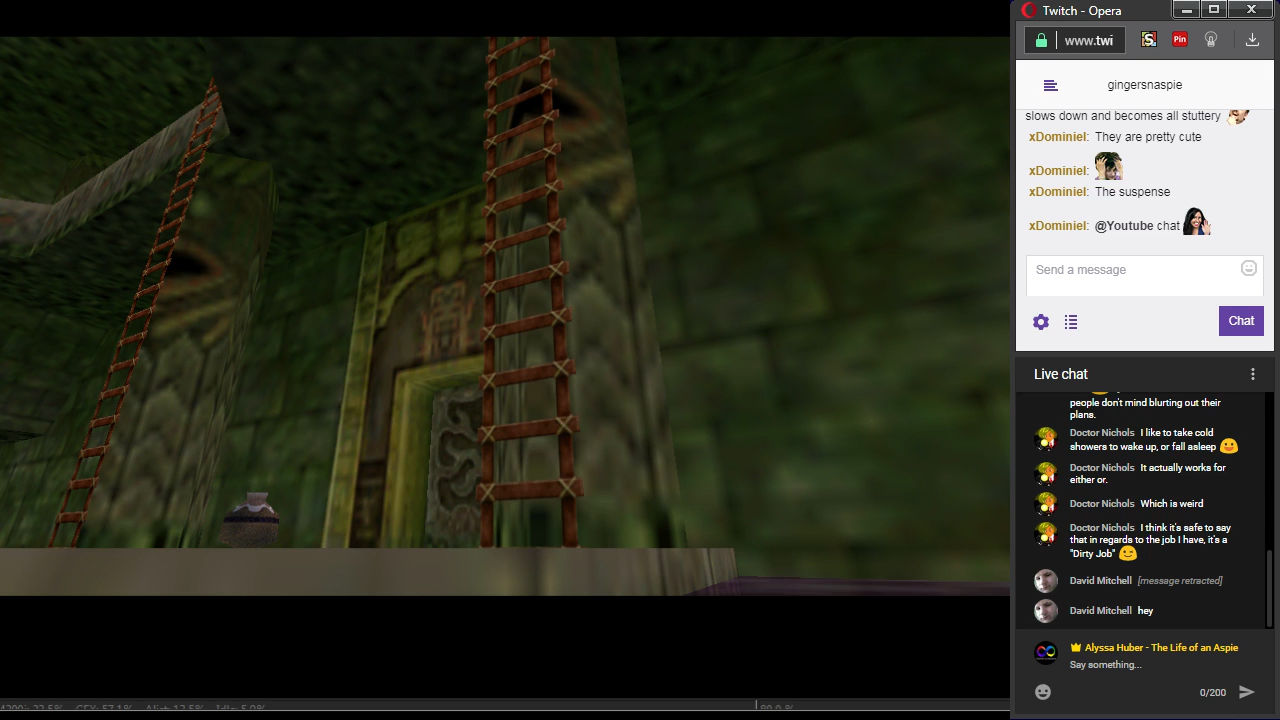 Twitch - Opera
www.twi
Pin
gingersnaspie
slows down and becomes all stuttery
xDominiel: They are pretty cute
xDominiel:
xDominiel: The suspense
xDominiel: @Youtube chat
Send a message
Chat
Live chat
people don't mind blurting out their
plans.
Doctor Nichols I like to take cold
showers to wake up, or fall asleep
Doctor Nichols It actually works for
either or.
Doctor Nichols Which is weird
Doctor Nichols I think it's safe to say
that in regards to the job I have, it's a
"Dirty Job"
David Mitchell [message retracted]
David Mitchell hey
Alyssa Huber - The Life of an Aspie
Say something...
0/200